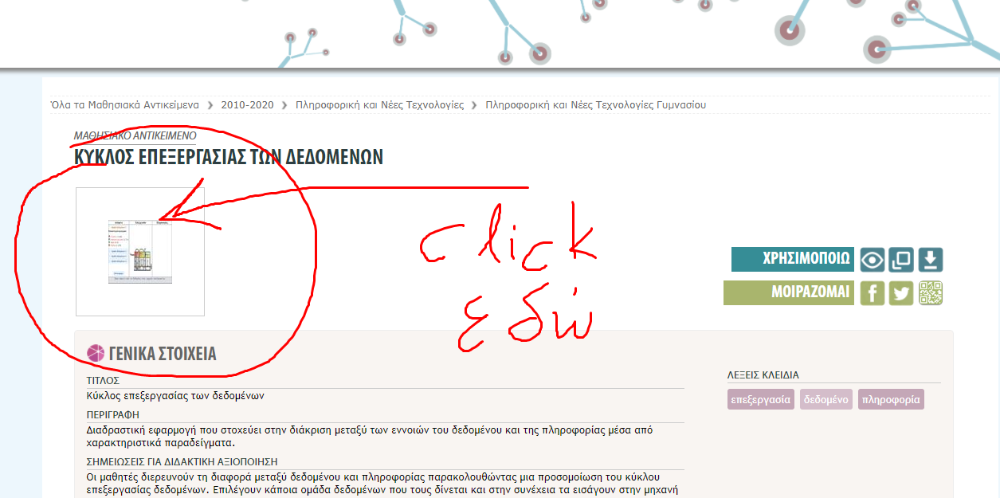 Όλα τα Μαθησιακά Αντικείμενα › 2010-2020 › Πληροφορική και Νέες Τεχνολογίες › Πληροφορική και Νέες Τεχνολογίες Γυμνασίου
ΜΑΘΗΣΙΑΚΟ ΑΝΤΙΚΕΙΜΕΝΟ
ΚΥΚΛΟΣ ΕΠΕΞΕΡΓΑΣΙΑΣ ΤΩΝ ΔΕΔΟΜΕΝΩΝ
click
εδώ
ΧΡΗΣΙΜΟΠΟΙΩ
ΜΟΙΡΑΖΟΜΑΙ
ΓΕΝΙΚΑ ΣΤΟΙΧΕΙΑ
ΤΙΤΛΟΣ
Κύκλος επεξεργασίας των δεδομένων
ΠΕΡΙΓΡΑΦΗ
Διαδραστική εφαρμογή που στοχεύει στην διάκριση μεταξύ των εννοιών του δεδομένου και της πληροφορίας μέσα από
χαρακτηριστικά παραδείγματα.
ΣΗΜΕΙΩΣΕΙΣ ΓΙΑ ΔΙΔΑΚΤΙΚΗ ΑΞΙΟΠΟΙΗΣΗ
Οι μαθητές διερευνούν τη διαφορά μεταξύ δεδομένου και πληροφορίας παρακολουθώντας μια προσομοίωση του κύκλου
επεξεργασίας δεδομένων. Επιλέγουν κάποια ομάδα δεδομένων που τους δίνεται και στην συνέχεια τα εισάγουν στην μηχανή
ΛΕΞΕΙΣ ΚΛΕΙΔΙΑ
επεξεργασία δεδομένο πληροφορία